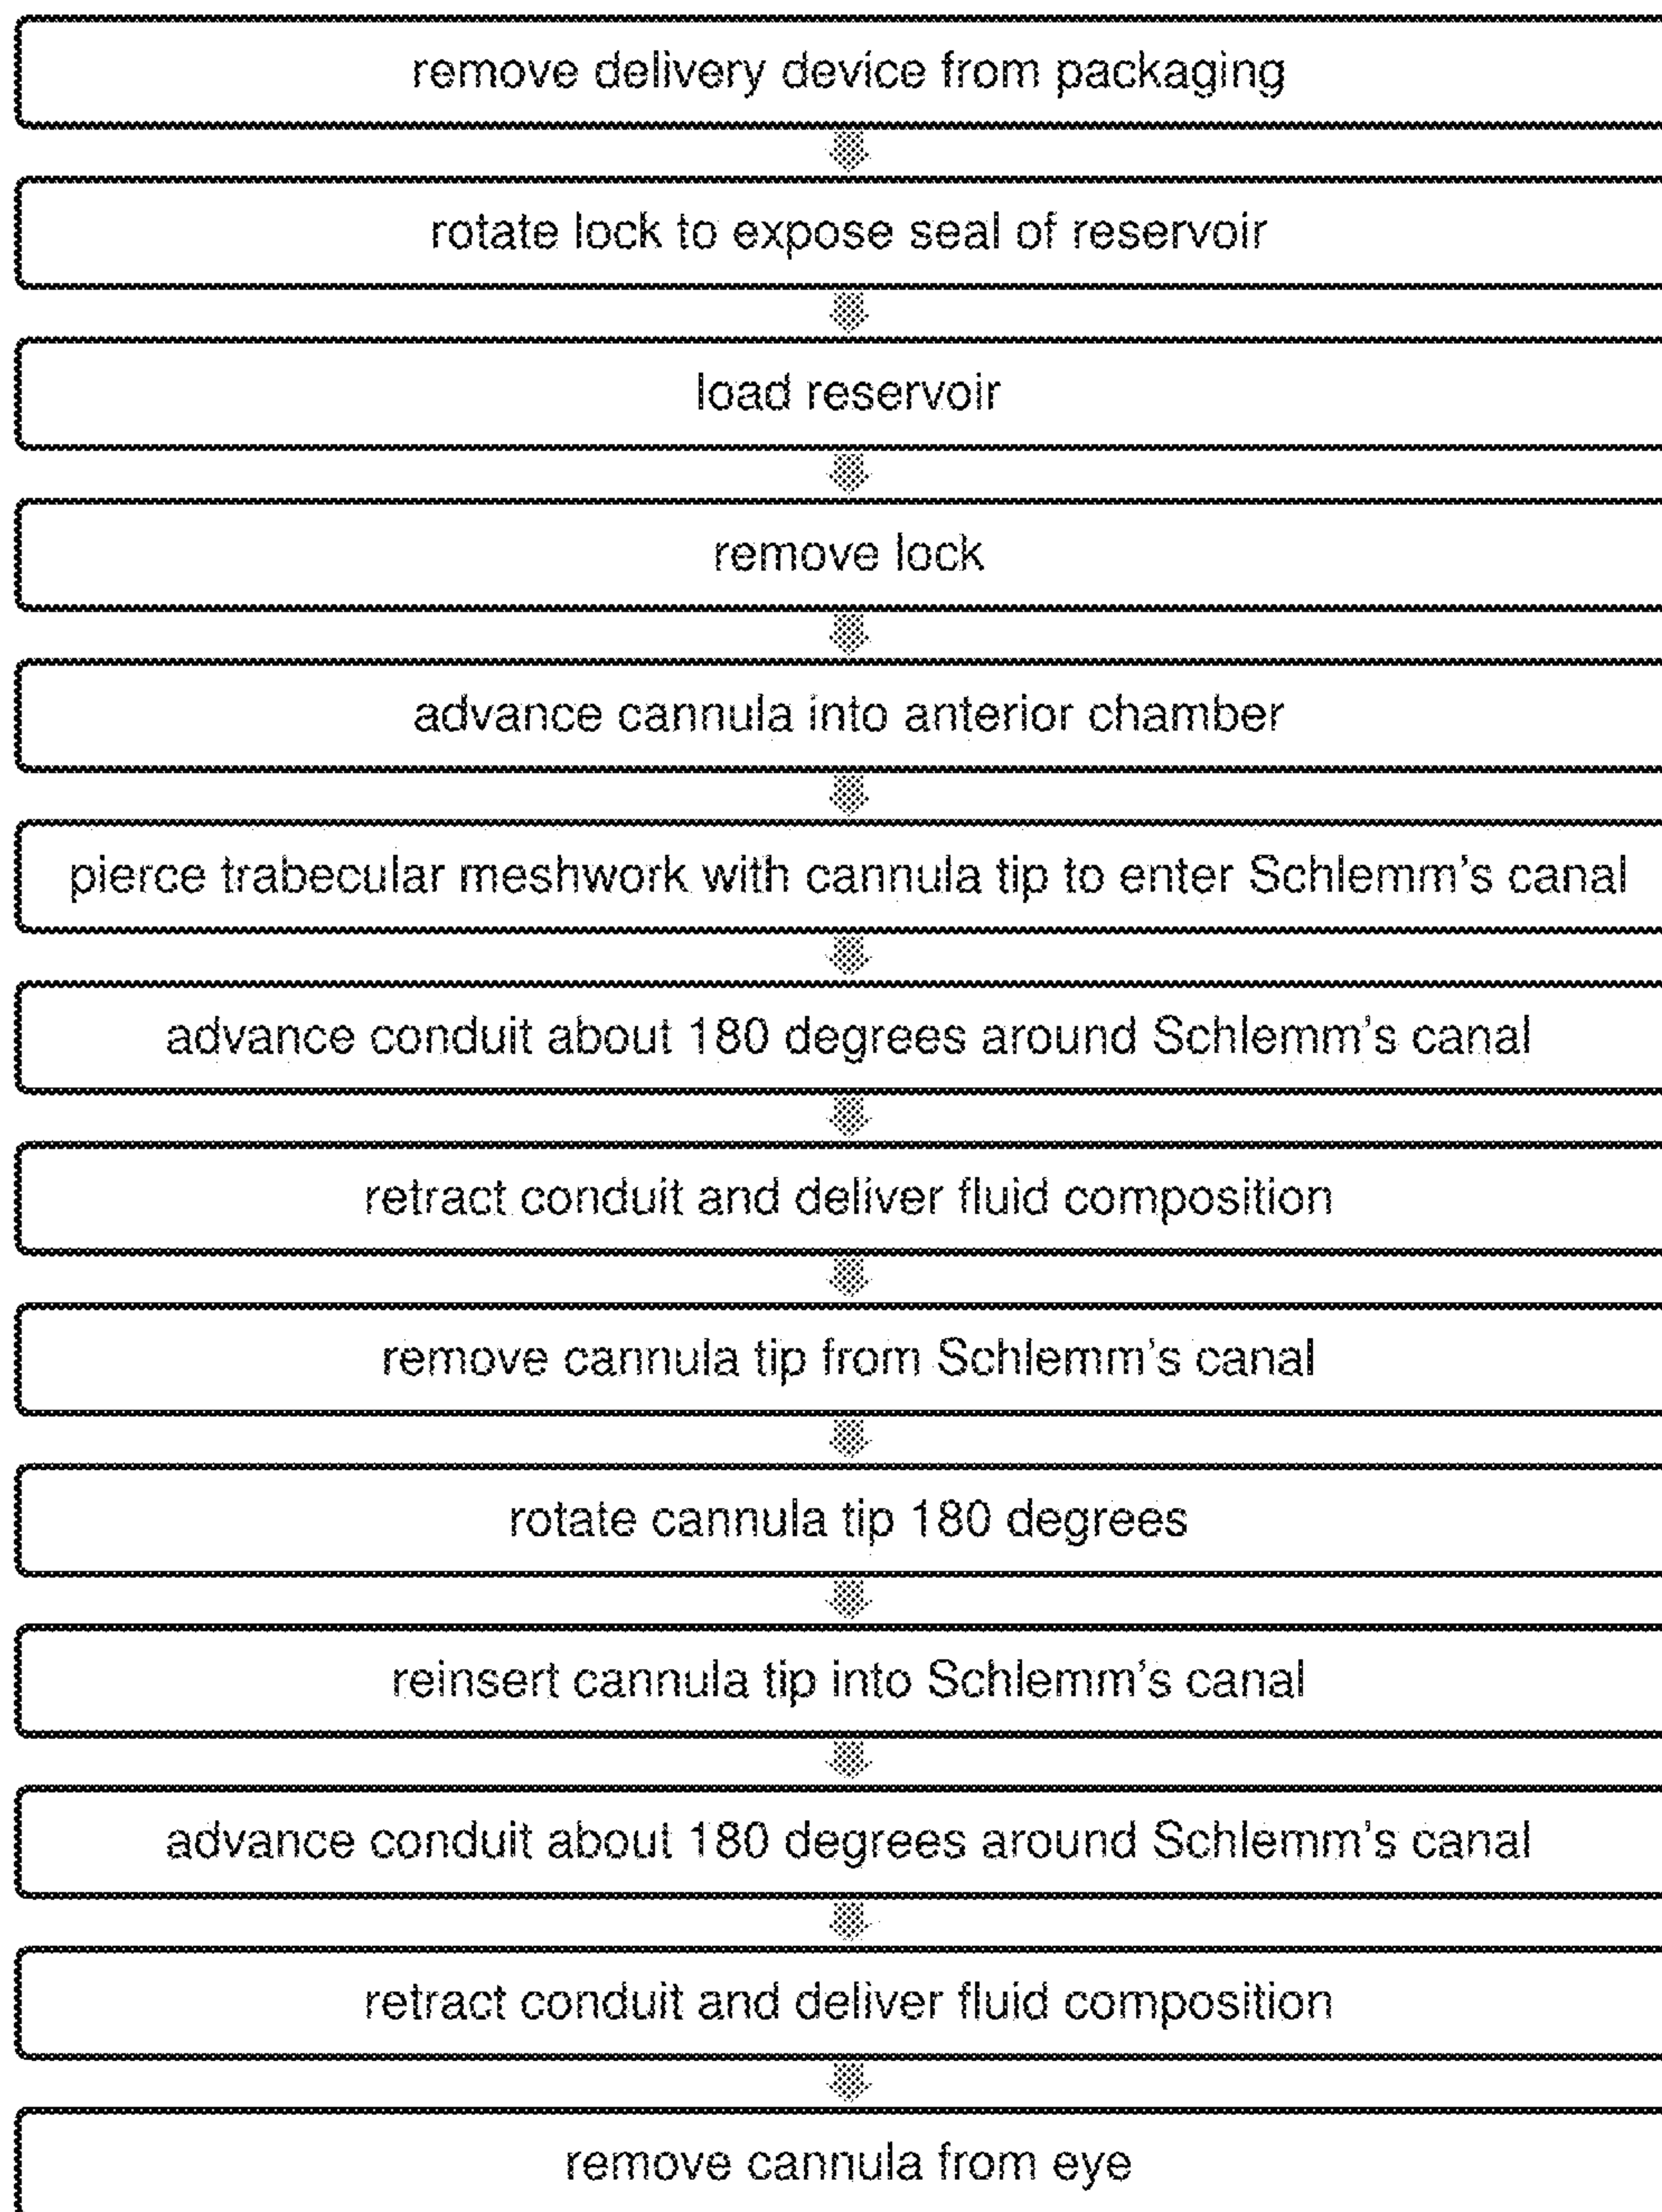 remove delivery device from packaging
rotate lock to expose seal of reservoir
load reservoir
remove lock
advance cannula into anterior chamber
pierce trabecular meshwork with cannula tip to enter Schlemm's canal
advance conduit about 180 degrees around Schlemm's canal
retract conduit and deliver fluid composition
remove cannula tip from Schlemm's canal
rotate cannula tip 180 degrees
reinsert cannula tip into Schlemm's canal
advance conduit about 180 degrees around Schlemm's canal
retract conduit and deliver fluid composition
remove cannula from eye